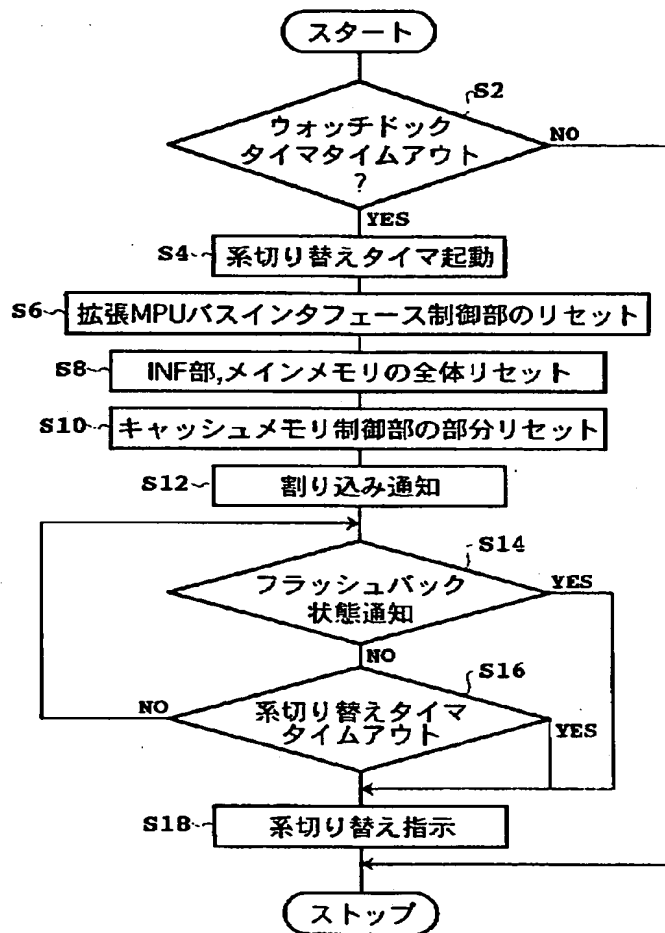 スタート
S2
ウォッチドック
タイマタイムアウト
?
NO
YES
S4 系切り替えタイマ起動
S6 拡張MPUバスインタフェース制御部のリセット
S8 INF部,メインメモリの全体リセット
S10 キャッシュメモリ制御部の部分リセット
S12 割り込み通知
S14
フラッシュバック
状態通知
YES
NO
S16
NO
系切り替えタイマ
タイムアウト
YES
S18 系切り替え指示
ストップ